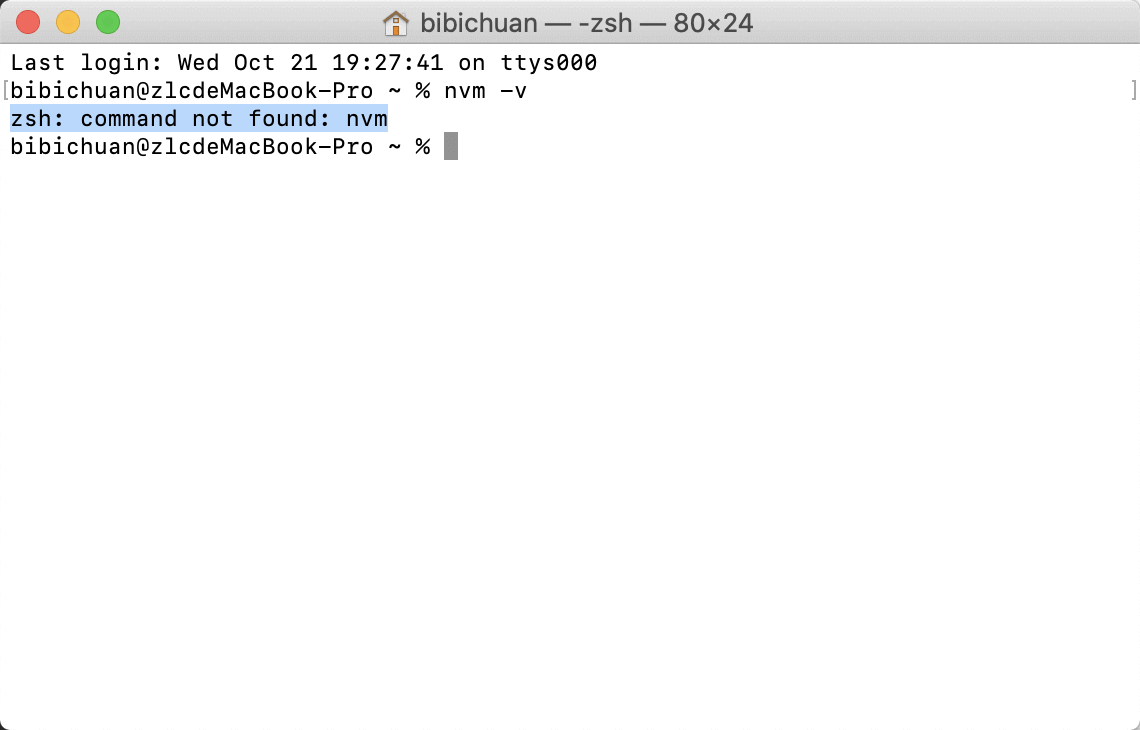 bibichuan — -zsh — 80×24
Last login: Wed Oct 21 19:27:41 on ttys000
[bibichuan@zlcdeMacBook-Pro ~ % nvm -v ]
zsh: command not found: nvm
bibichuan@zlcdeMacBook-Pro ~ %